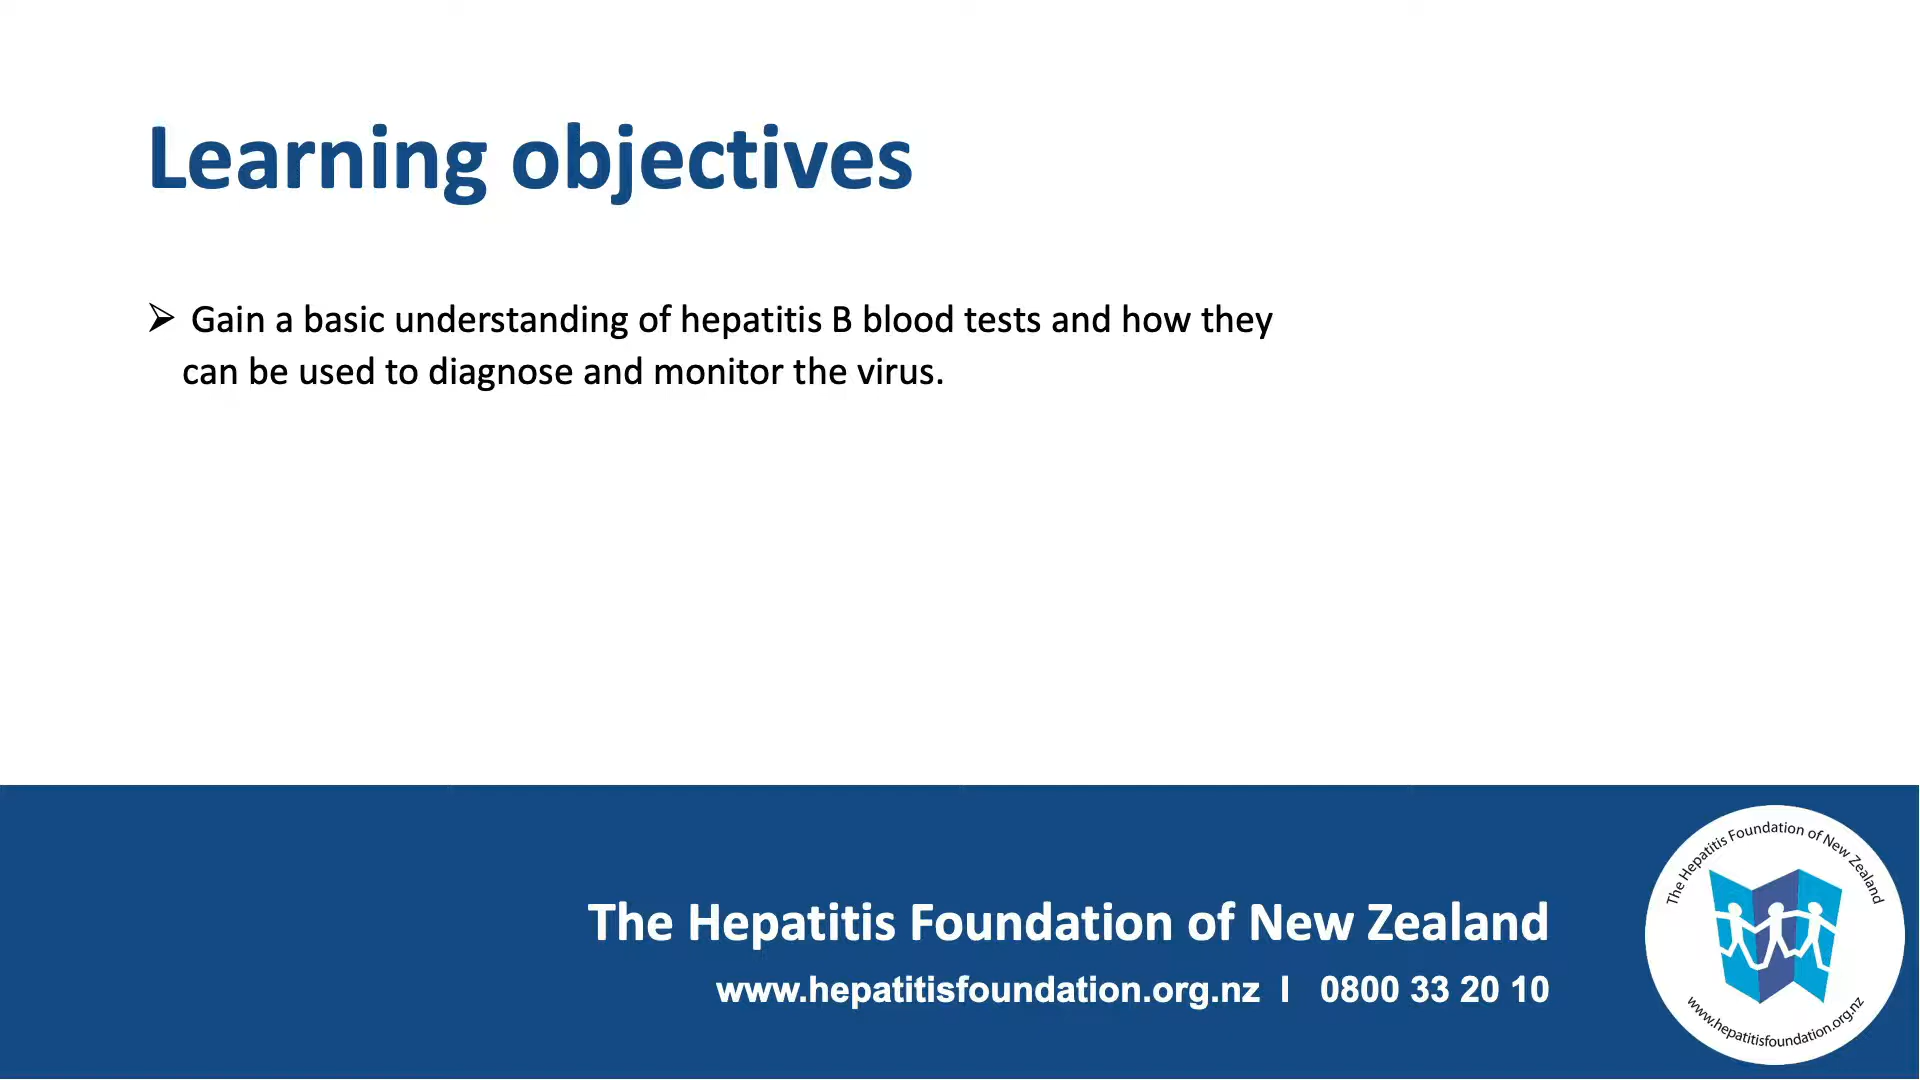 Learning objectives
➢ Gain a basic understanding of hepatitis B blood tests and how they
can be used to diagnose and monitor the virus.
The Hepatitis Foundation of New Zealand
www.hepatitisfoundation.org.nz I 0800 33 20 10
The Hepatitis Foundation of New Zealand
www.hepatitisfoundation.org.nz